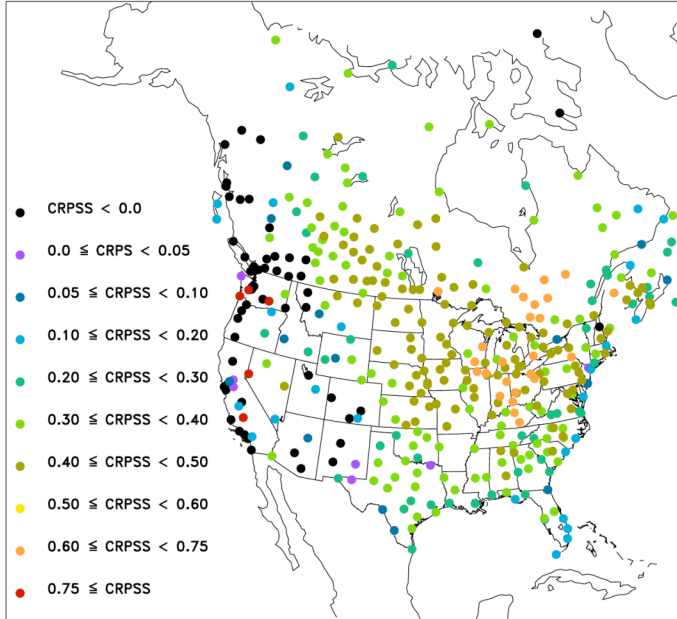 CRPSS < 0.0
0.0 ≦ CRPS < 0.05
0.05 ≦ CRPSS < 0.10
0.10 ≦ CRPSS < 0.20
0.20 ≦ CRPSS < 0.30
0.30 ≦ CRPSS < 0.40
0.40 ≦ CRPSS < 0.50
0.50 ≦ CRPSS < 0.60
0.60 ≦ CRPSS < 0.75
0.75 ≦ CRPSS